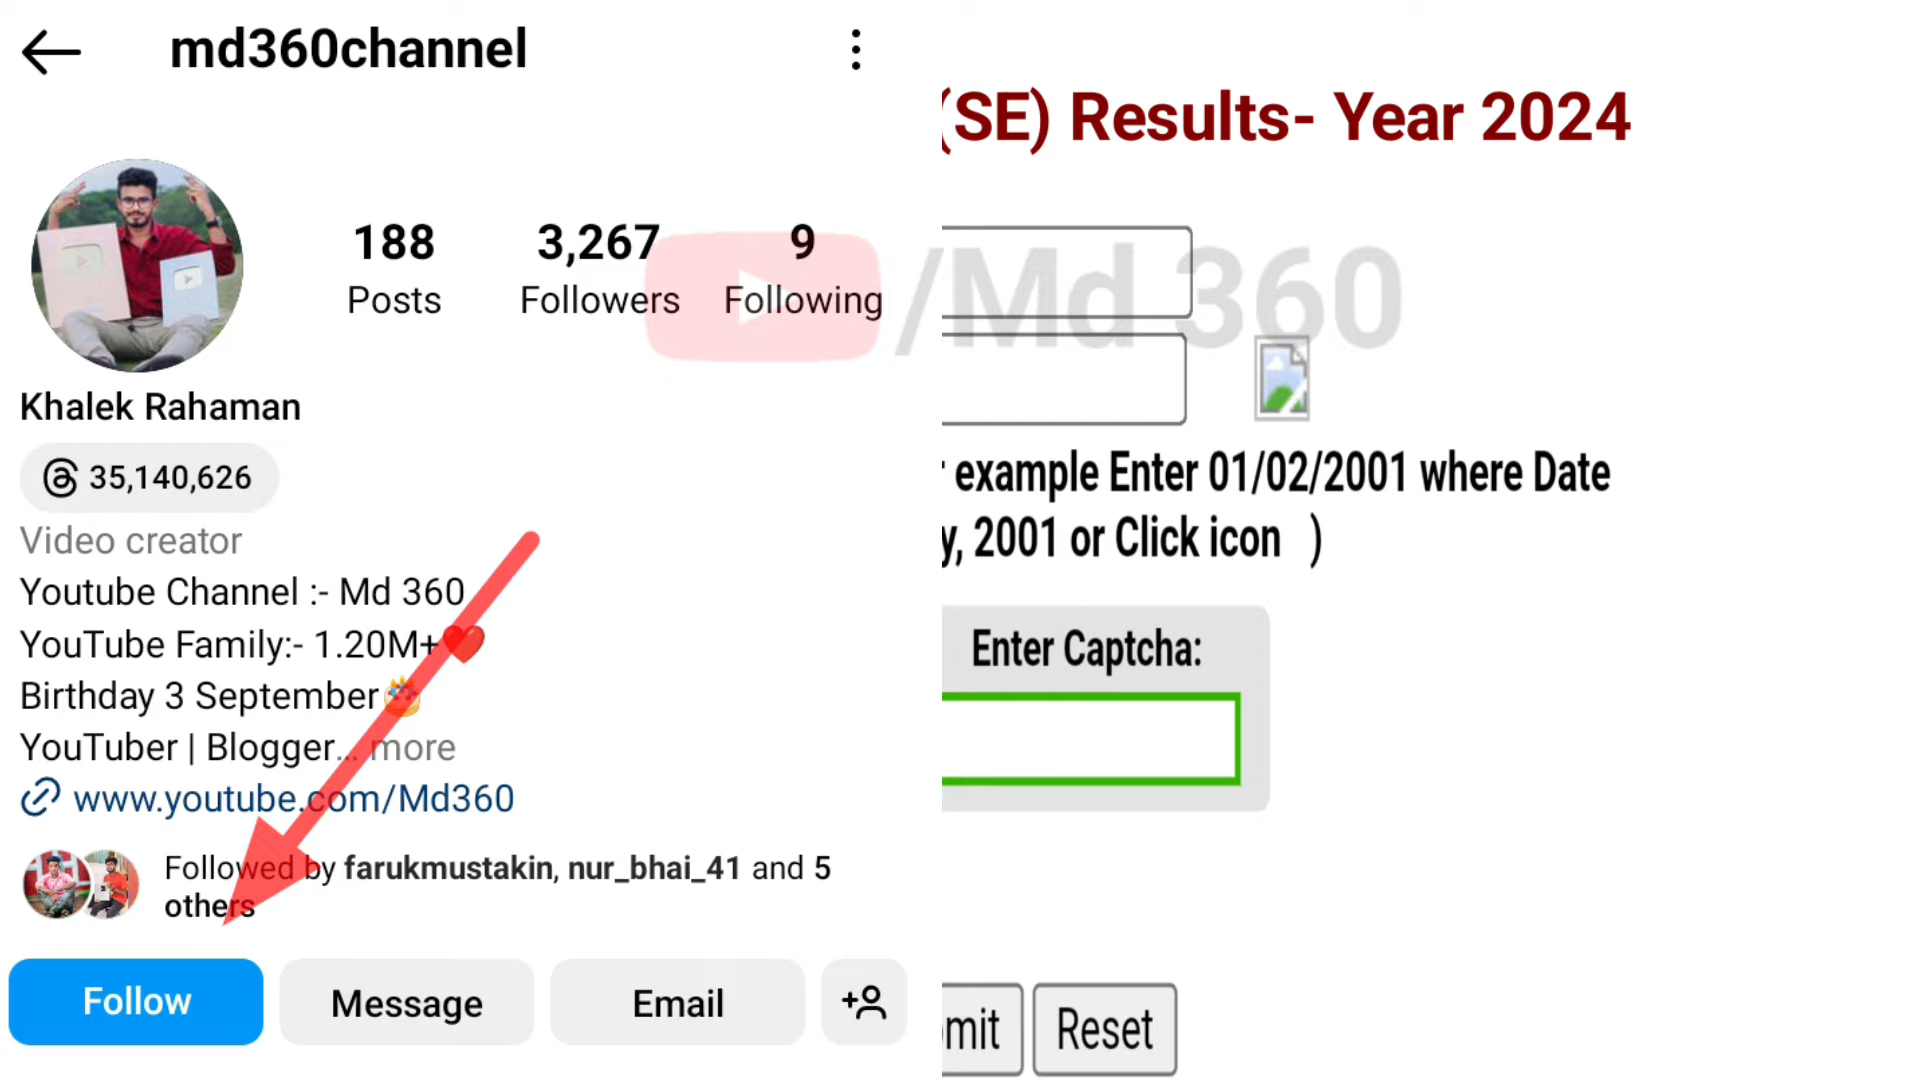 md360channel
188
Posts
3,267
Followers
9
Following
Khalek Rahaman
35,140,626
Video creator
Youtube Channel :- Md 360
YouTube Family:- 1.20M+
Birthday 3 September
YouTuber | Blogger... more
www.youtube.com/Md360
Followed by farukmustakin, nur_bhai_41 and 5
others
Follow
Message
Email
/Md 360
(SE) Results- Year 2024
example Enter 01/02/2001 where Date
y, 2001 or Click icon )
Enter Captcha:
mit
Reset